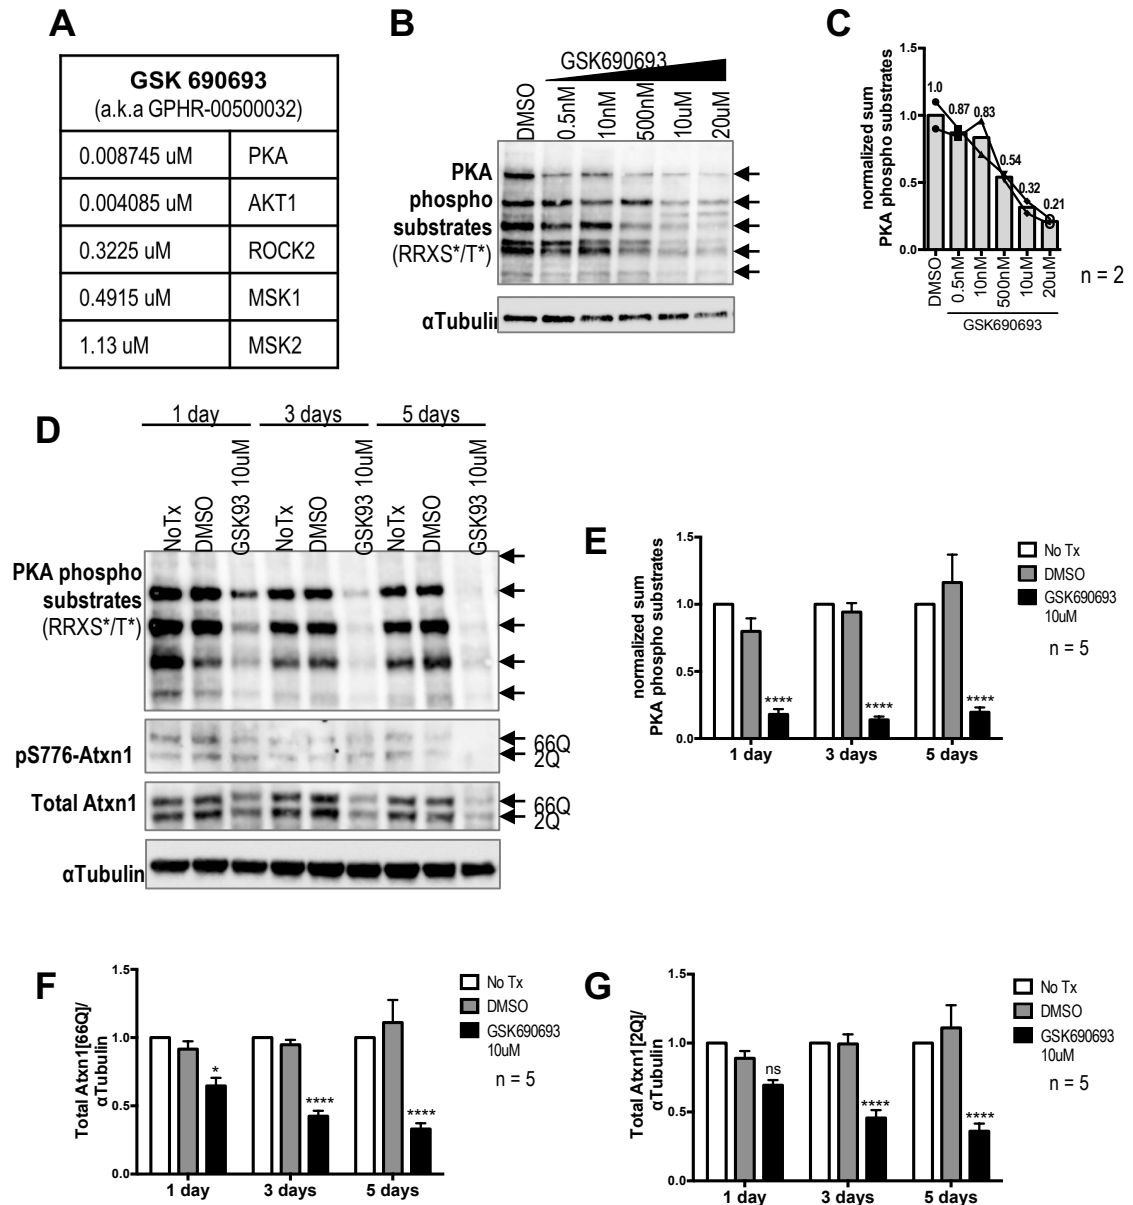 A
GSK 690693
(a.k.a GPHR-00500032)
0.008745 uM PKA
0.004085 uM AKT1
0.3225 uM ROCK2
0.4915 uM MSK1
1.13 uM MSK2
B
GSK690693
DMSO 0.5nM 10nM 500nM 10uM 20uM
PKA
phospho
substrates
(RRXS*/T*)
αTubulin
C
normalized sum
PKA phospho substrates
1.5
1.0
0.5
0.0
1.0 0.87 0.83 0.54 0.32 0.21
DMSO 0.5nM 10nM 500nM 10uM 20uM
GSK690693
n = 2
D
1 day 3 days 5 days
NoTx DMSO GSK93 10uM NoTx DMSO GSK93 10uM NoTx DMSO GSK93 10uM
PKA phospho
substrates
(RRXS*/T*)
pS776-Atxn1
66Q
2Q
Total Atxn1
66Q
2Q
αTubulin
E
normalized sum
PKA phospho substrates
1.5
1.0
0.5
0.0
**** **** ****
1 day 3 days 5 days
No Tx
DMSO
GSK690693
10uM
n = 5
F
Total Atxn1[66Q]/
αTubulin
1.5
1.0
0.5
0.0
* **** ****
1 day 3 days 5 days
No Tx
DMSO
GSK690693
10uM
n = 5
G
Total Atxn1[2Q]/
αTubulin
1.5
1.0
0.5
0.0
ns **** ****
1 day 3 days 5 days
No Tx
DMSO
GSK690693
10uM
n = 5